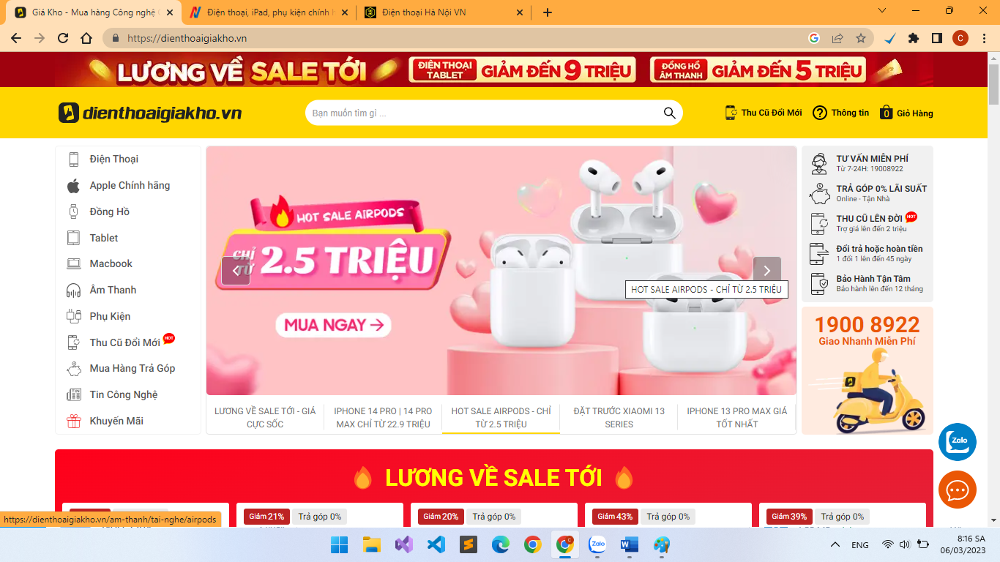 Giá Kho - Mua hàng Công nghệ
Điện thoại, iPad, phụ kiện chính
Điện thoại Hà Nội VN
https://dienthoaigiakho.vn
C
LƯƠNG VỀ SALE TỚI
ĐIỆN THOẠI
TABLET
GIẢM ĐẾN 9 TRIỆU
ĐỒNG HỒ
ÂM THANH
GIẢM ĐẾN 5 TRIỆU
dienthoaigiakho.vn
Bạn muốn tìm gì ...
Thu Cũ Đổi Mới
Thông tin
0
Giỏ Hàng
Điện Thoại
Apple Chính hãng
Đồng Hồ
Tablet
Macbook
Âm Thanh
Phụ Kiện
Thu Cũ Đổi Mới HOT
Mua Hàng Trả Góp
Tin Công Nghệ
Khuyến Mãi
HOT SALE AIRPODS
CHỈ TỪ 2.5 TRIỆU
MUA NGAY
HOT SALE AIRPODS - CHỈ TỪ 2.5 TRIỆU
LƯƠNG VỀ SALE TỚI - GIÁ
CỰC SỐC
IPHONE 14 PRO | 14 PRO
MAX CHỈ TỪ 22.9 TRIỆU
HOT SALE AIRPODS - CHỈ
TỪ 2.5 TRIỆU
ĐẶT TRƯỚC XIAOMI 13
SERIES
IPHONE 13 PRO MAX GIÁ
TỐT NHẤT
TƯ VẤN MIỄN PHÍ
Từ 7-24H: 19008922
TRẢ GÓP 0% LÃI SUẤT
Online - Tận Nhà
THU CŨ LÊN ĐỜI HOT
Trợ giá lên đến 2 triệu
Đổi trả hoặc hoàn tiền
1 đổi 1 lên đến 45 ngày
Bảo Hành Tận Tâm
Bảo hành lên đến 12 tháng
1900 8922
Giao Nhanh Miễn Phí
Zalo
LƯƠNG VỀ SALE TỚI
Giảm 21%
Trả góp 0%
Giảm 20%
Trả góp 0%
Giảm 43%
Trả góp 0%
Giảm 39%
Trả góp 0%
https://dienthoaigiakho.vn/am-thanh/tai-nghe/airpods
Zalo
ENG
8:16 SA
06/03/2023